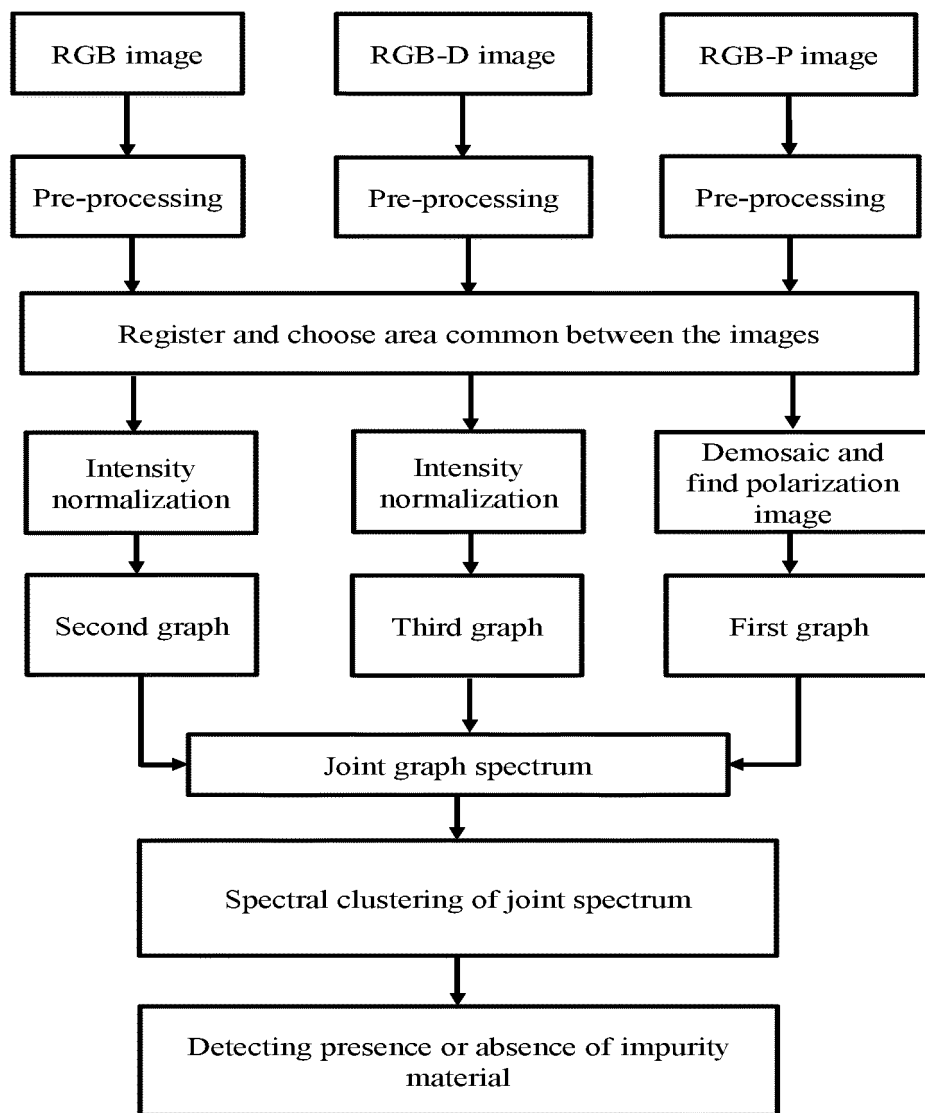 RGB image
RGB-D image
RGB-P image
Pre-processing
Pre-processing
Pre-processing
Register and choose area common between the images
Intensity
normalization
Intensity
normalization
Demosaic and
find polarization
image
Second graph
Third graph
First graph
Joint graph spectrum
Spectral clustering of joint spectrum
Detecting presence or absence of impurity
material